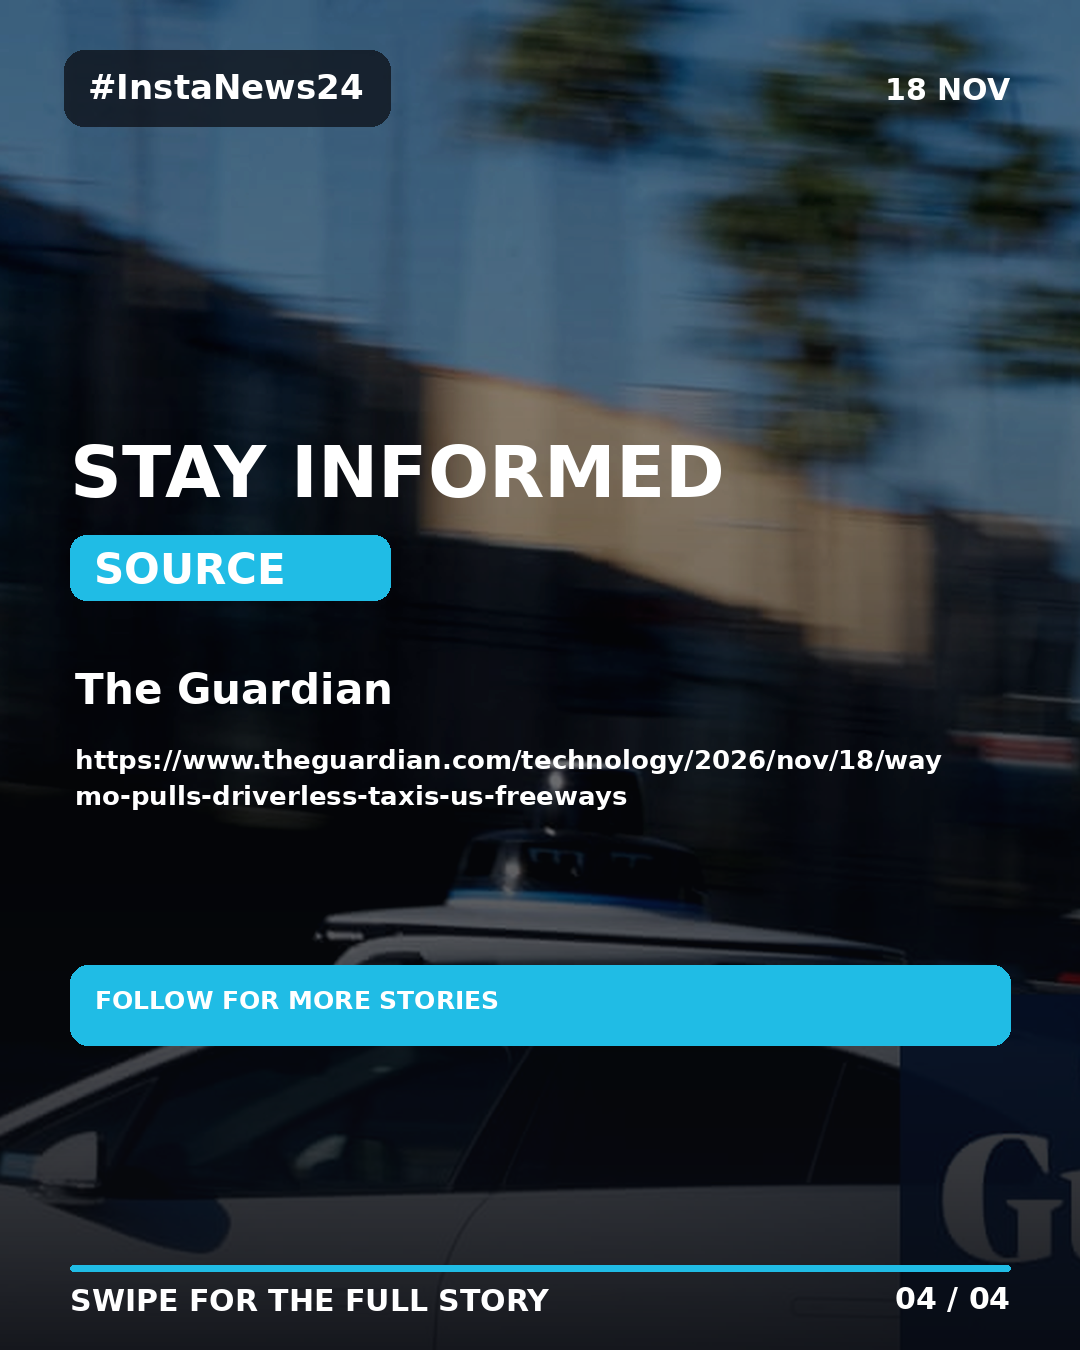 #InstaNews24
18 NOV
STAY INFORMED
SOURCE
The Guardian
https://www.theguardian.com/technology/2026/nov/18/way
mo-pulls-driverless-taxis-us-freeways
FOLLOW FOR MORE STORIES
SWIPE FOR THE FULL STORY
04 / 04